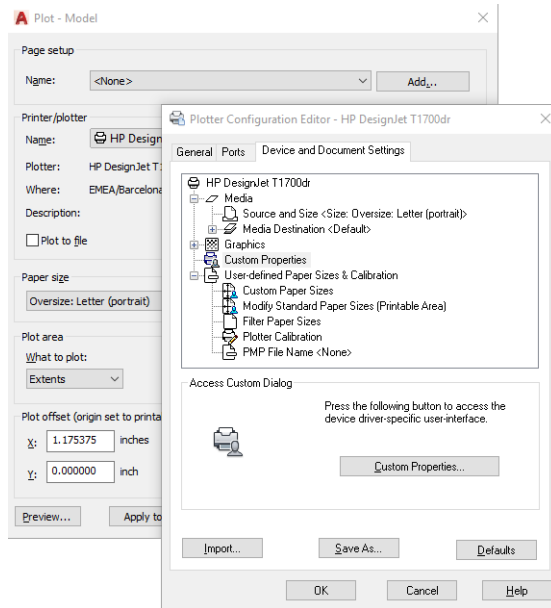 Plot - Model
Page setup
Name:
<None>
Add...
Printer/plotter
Name:
HP Design
Plotter:
HP DesignJet T
Where:
EMEA/Barcelona
Description:
Plot to file
Paper size
Oversize: Letter (portrait)
Plot area
What to plot:
Extents
Plot offset (origin set to printa
X:
1.175375
inches
Y:
0.000000
inch
Preview...
Apply to
Plotter Configuration Editor - HP DesignJet T1700dr
General
Ports
Device and Document Settings
HP DesignJet T1700dr
Media
Source and Size <Size: Oversize: Letter (portrait)>
Media Destination <Default>
Graphics
Custom Properties
User-defined Paper Sizes & Calibration
Custom Paper Sizes
Modify Standard Paper Sizes (Printable Area)
Filter Paper Sizes
Plotter Calibration
PMP File Name <None>
Access Custom Dialog
Press the following button to access the
device driver-specific user-interface.
Custom Properties...
Import...
Save As...
Defaults
OK
Cancel
Help